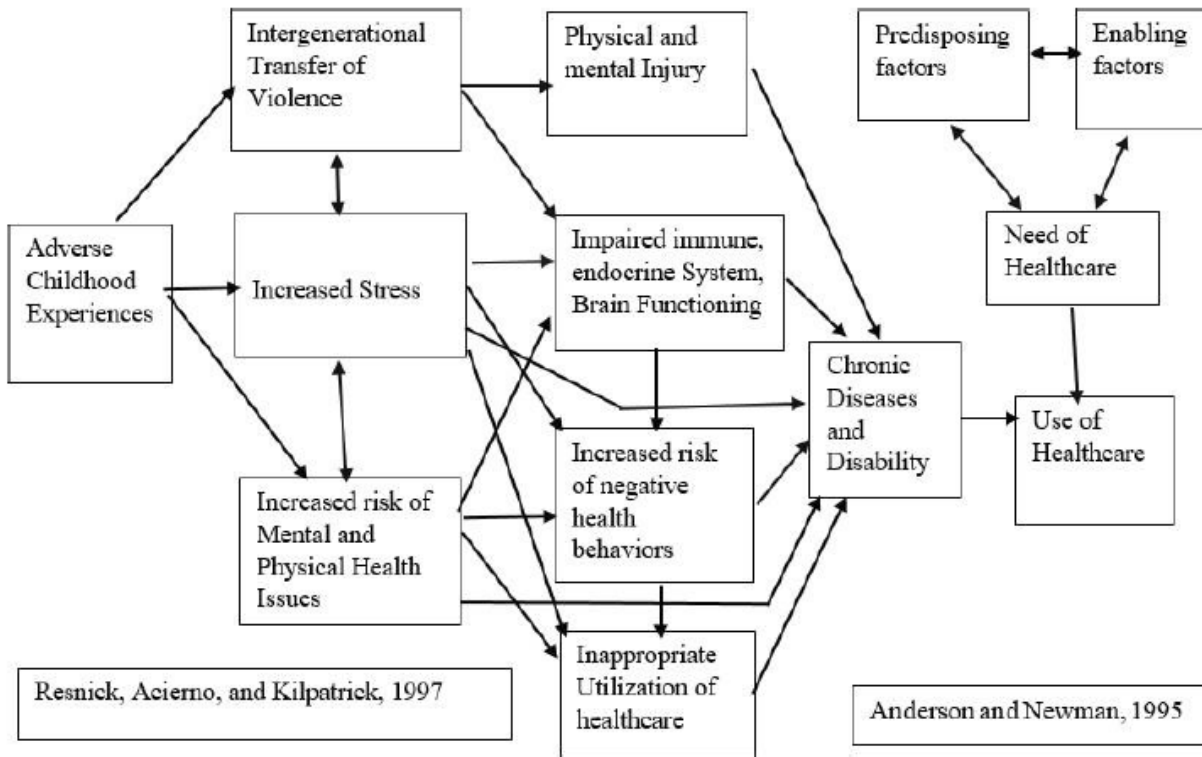 Intergenerational
Transfer of
Violence
Physical and
mental Injury
Predisposing
factors
Enabling
factors
Adverse
Childhood
Experiences
Increased Stress
Impaired immune,
endocrine System,
Brain Functioning
Need of
Healthcare
Chronic
Diseases
and
Disability
Use of
Healthcare
Increased risk of
Mental and
Physical Health
Issues
Increased risk
of negative
health
behaviors
Inappropriate
Utilization of
healthcare
Resnick, Acierno, and Kilpatrick, 1997
Anderson and Newman, 1995